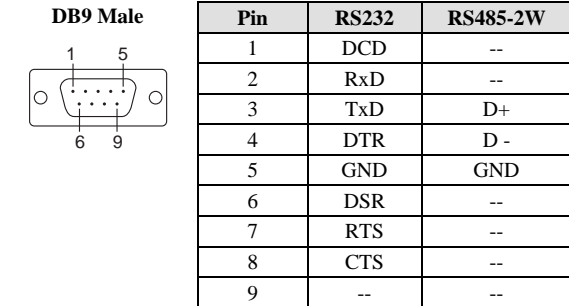 DB9 Male
1 5
6 9
Pin RS232 RS485-2W
1 DCD --
2 RxD --
3 TxD D+
4 DTR D -
5 GND GND
6 DSR --
7 RTS --
8 CTS --
9 -- --